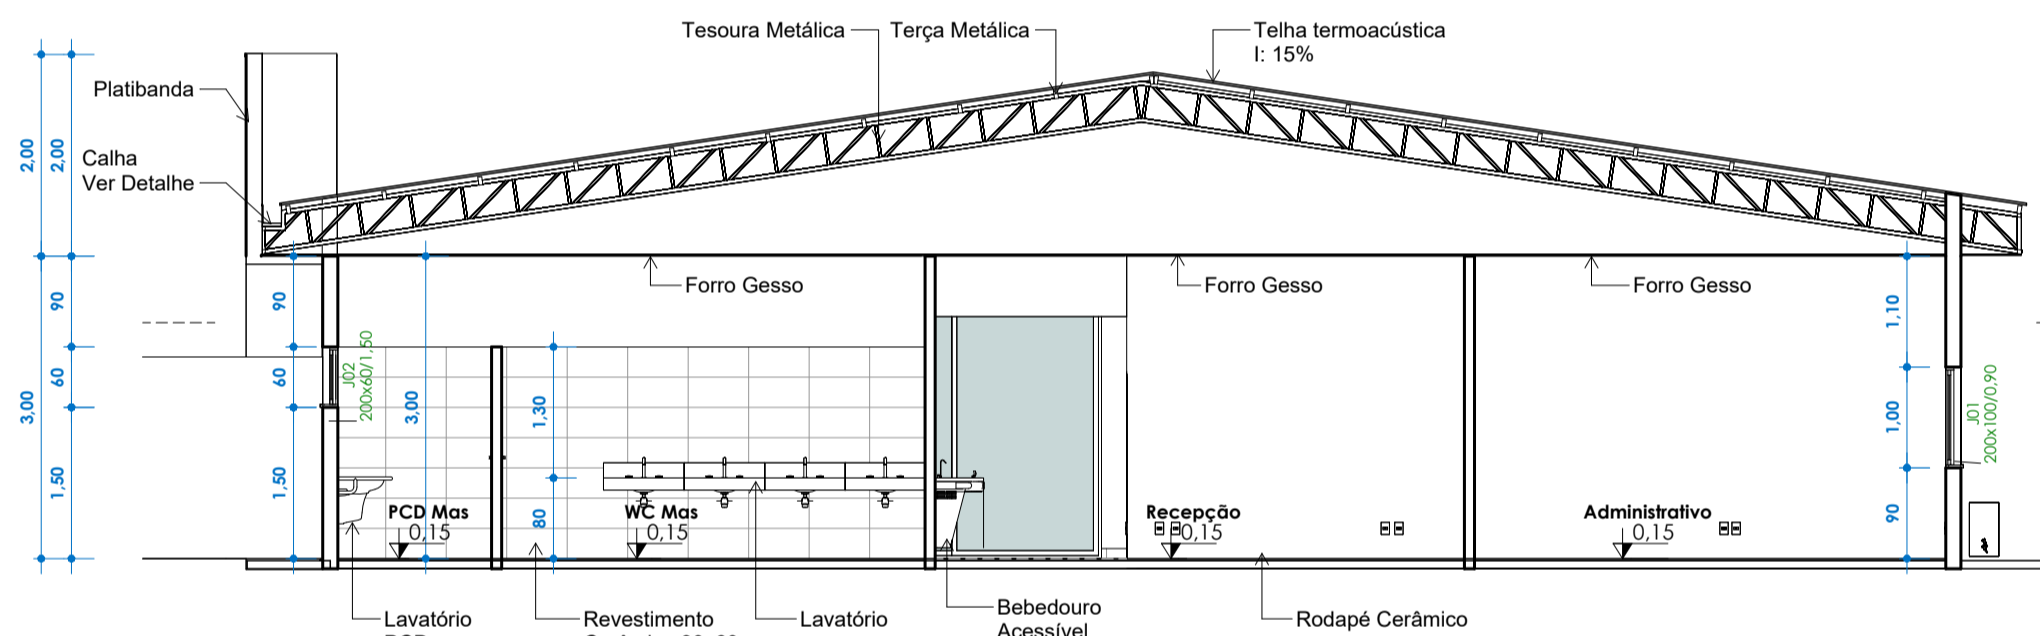 Tesoura Metálica
Terça Metálica
Telha termoacústica
I: 15%
Platibanda
Calha
Ver Detalhe
2,00
2,00
Forro Gesso
Forro Gesso
Forro Gesso
90
90
1,10
J02
200x60/1,50
60
60
3,00
3,00
1,30
1,00
J01
200x100/0,90
1,50
1,50
80
90
PCD Mas
0,15
WC Mas
0,15
Recepção
0,15
Administrativo
0,15
Lavatório
Revestimento
Lavatório
Bebedouro
Acessível
Rodapé Cerâmico